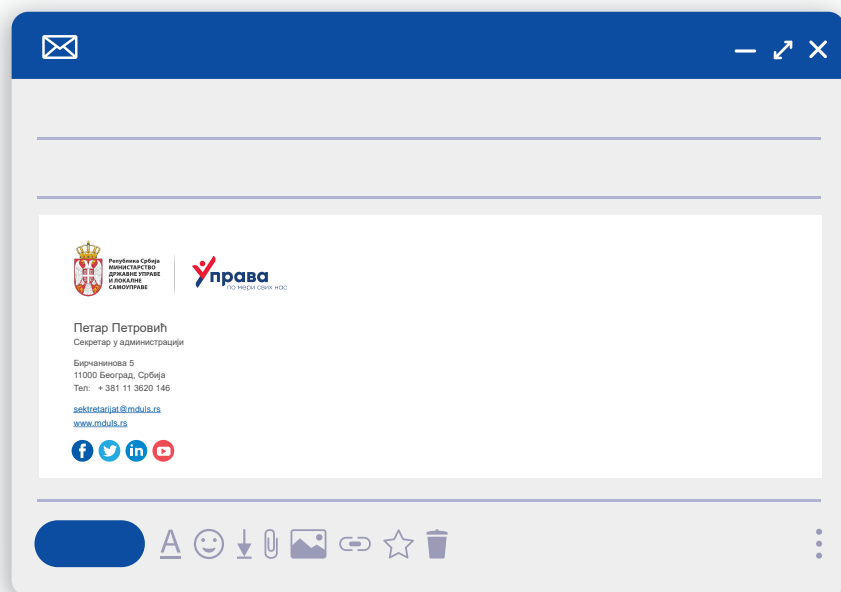 Република Србија
МИНИСТАРСТВО
ДРЖАВНЕ УПРАВЕ
И ЛОКАЛНЕ
САМОУПРАВЕ
Управа
по мери свих нас
Петар Петровић
Секретар у администрацији
Бирчанинова 5
11000 Београд, Србија
Тел: + 381 11 3620 146
sektretarijat@mduls.rs
www.mduls.rs
f in
A